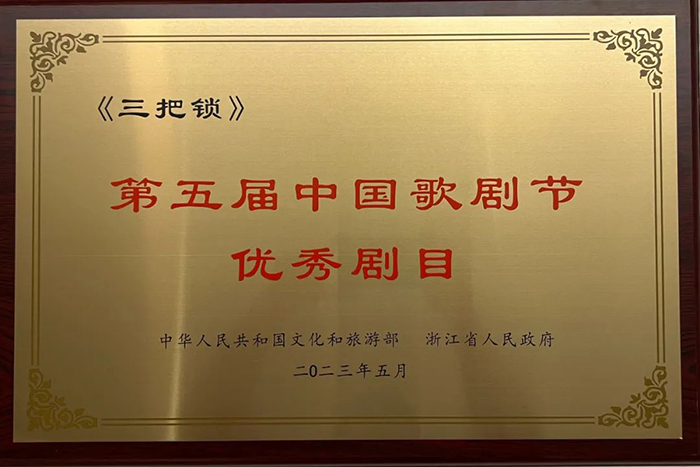 《三把锁》
第五届中国歌剧节
优秀剧目
中华人民共和国文化和旅游部 浙江省人民政府
二〇二三年五月